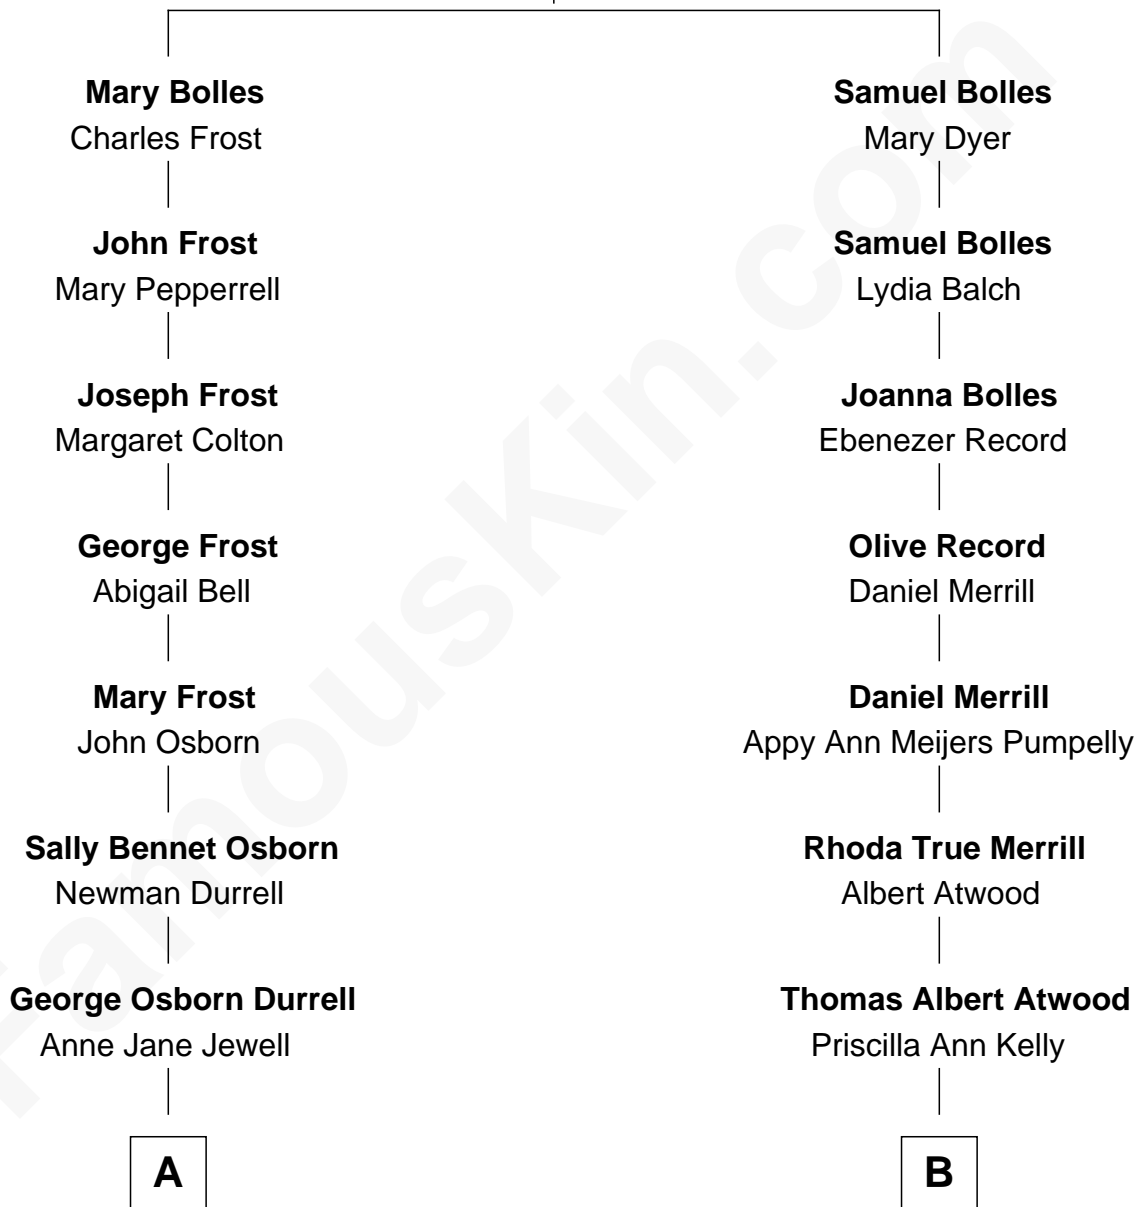 Mary Bolles
Charles Frost
John Frost
Mary Pepperrell
Joseph Frost
Margaret Colton
George Frost
Abigail Bell
Mary Frost
John Osborn
Sally Bennet Osborn
Newman Durrell
George Osborn Durrell
Anne Jane Jewell
A
Samuel Bolles
Mary Dyer
Samuel Bolles
Lydia Balch
Joanna Bolles
Ebenezer Record
Olive Record
Daniel Merrill
Daniel Merrill
Appy Ann Meijers Pumpelly
Rhoda True Merrill
Albert Atwood
Thomas Albert Atwood
Priscilla Ann Kelly
B
FamousKin.com